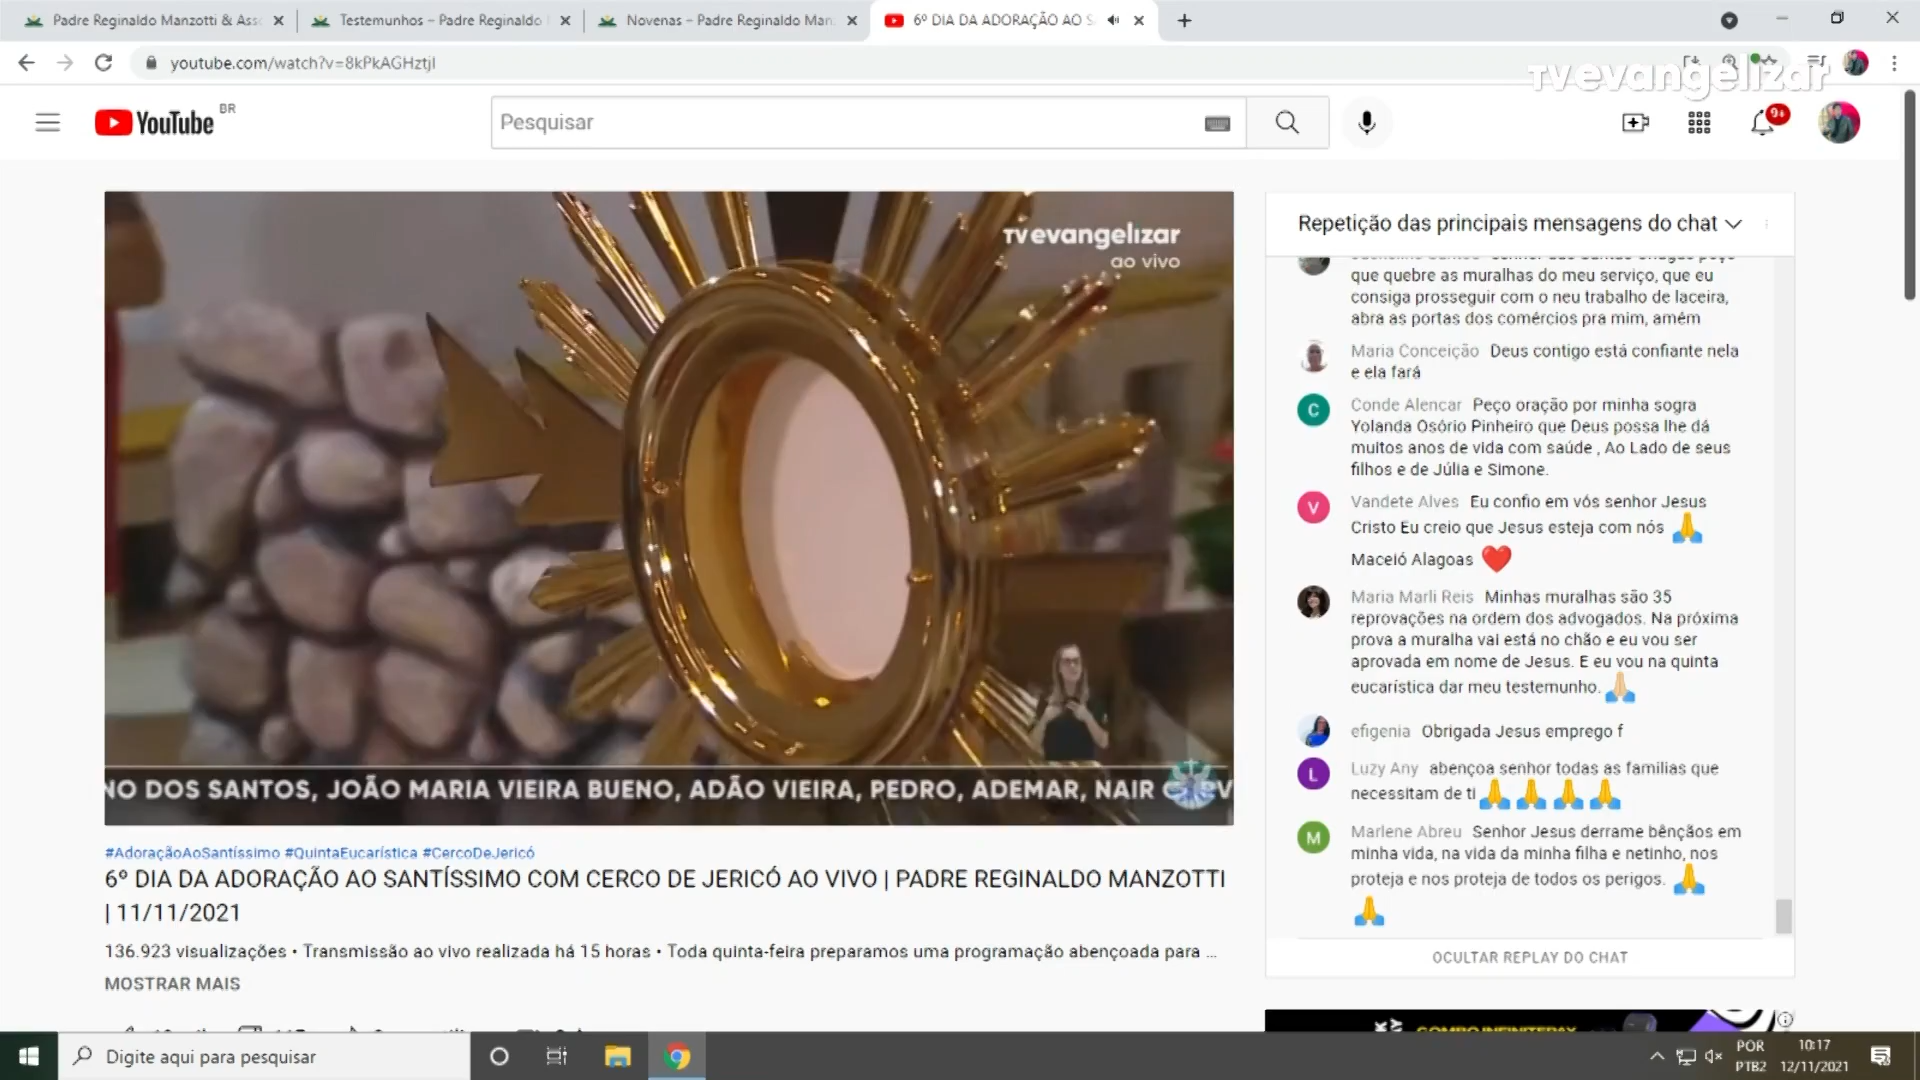 Padre Reginaldo Manzotti & Ass
Testemunhos – Padre Reginaldo
Novenas – Padre Reginaldo Man
6º DIA DA ADORAÇÃO AO S
youtube.com/watch?v=8kPkAGHztjI
TVevangelizar
YouTube BR
Pesquisar
9+
TVevangelizar
ao vivo
NO DOS SANTOS, JOÃO MARIA VIEIRA BUENO, ADÃO VIEIRA, PEDRO, ADEMAR, NAIR
#AdoraçãoAoSantíssimo #QuintaEucarística #CercoDeJericó
6º DIA DA ADORAÇÃO AO SANTÍSSIMO COM CERCO DE JERICÓ AO VIVO | PADRE REGINALDO MANZOTTI
| 11/11/2021
136.923 visualizações • Transmissão ao vivo realizada há 15 horas • Toda quinta-feira preparamos uma programação abençoada para ...
MOSTRAR MAIS
Repetição das principais mensagens do chat
que quebre as muralhas do meu serviço, que eu
consiga prosseguir com o neu trabalho de laceira,
abra as portas dos comércios pra mim, amém
Maria Conceição Deus contigo está confiante nela
e ela fará
C Conde Alencar Peço oração por minha sogra
Yolanda Osório Pinheiro que Deus possa lhe dá
muitos anos de vida com saúde , Ao Lado de seus
filhos e de Júlia e Simone.
V Vandete Alves Eu confio em vós senhor Jesus
Cristo Eu creio que Jesus esteja com nós 🙏
Maceió Alagoas ❤️
Maria Marli Reis Minhas muralhas são 35
reprovações na ordem dos advogados. Na próxima
prova a muralha vai está no chão e eu vou ser
aprovada em nome de Jesus. E eu vou na quinta
eucarística dar meu testemunho. 🙏🏻
efigenia Obrigada Jesus emprego f
L Luzy Any abençoa senhor todas as familias que
necessitam de ti 🙏🙏🙏🙏
M Marlene Abreu Senhor Jesus derrame bênçãos em
minha vida, na vida da minha filha e netinho, nos
proteja e nos proteja de todos os perigos. 🙏
🙏
OCULTAR REPLAY DO CHAT
COMBO INFINITEPAY
Digite aqui para pesquisar
POR
PTB2
10:17
12/11/2021